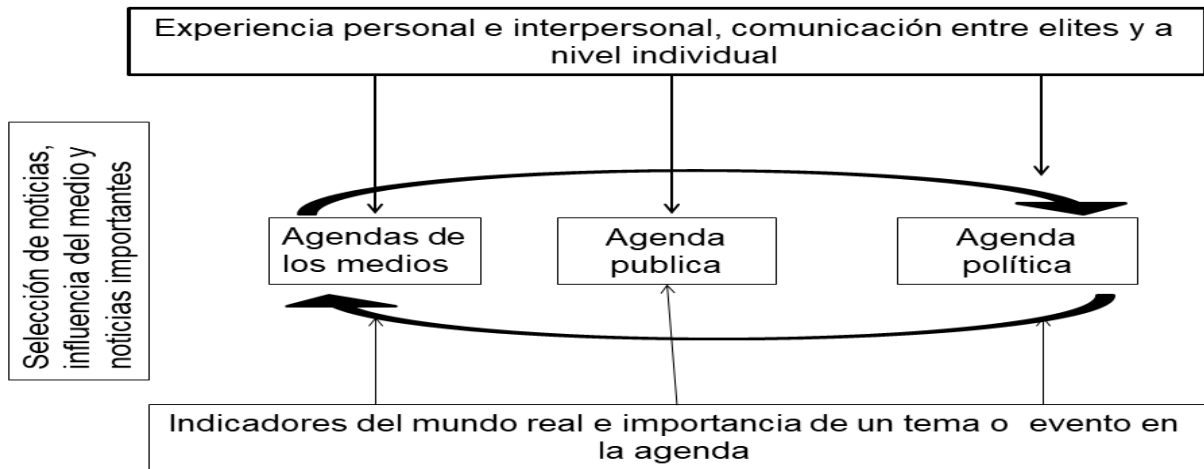 Experiencia personal e interpersonal, comunicación entre elites y a
nivel individual
Selección de noticias,
influencia del medio y
noticias importantes
Agendas de
los medios
Agenda
publica
Agenda
política
Indicadores del mundo real e importancia de un tema o evento en
la agenda